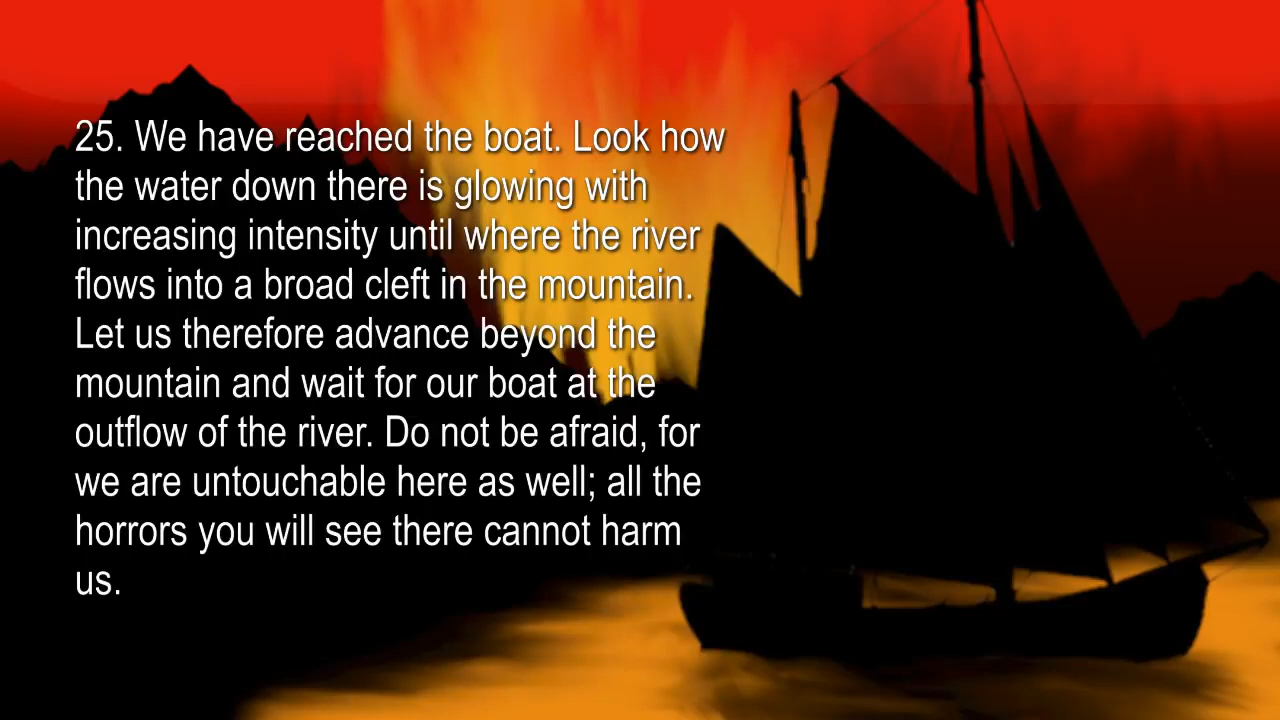 25. We have reached the boat. Look how
the water down there is glowing with
increasing intensity until where the river
flows into a broad cleft in the mountain.
Let us therefore advance beyond the
mountain and wait for our boat at the
outflow of the river. Do not be afraid, for
we are untouchable here as well; all the
horrors you will see there cannot harm
us.